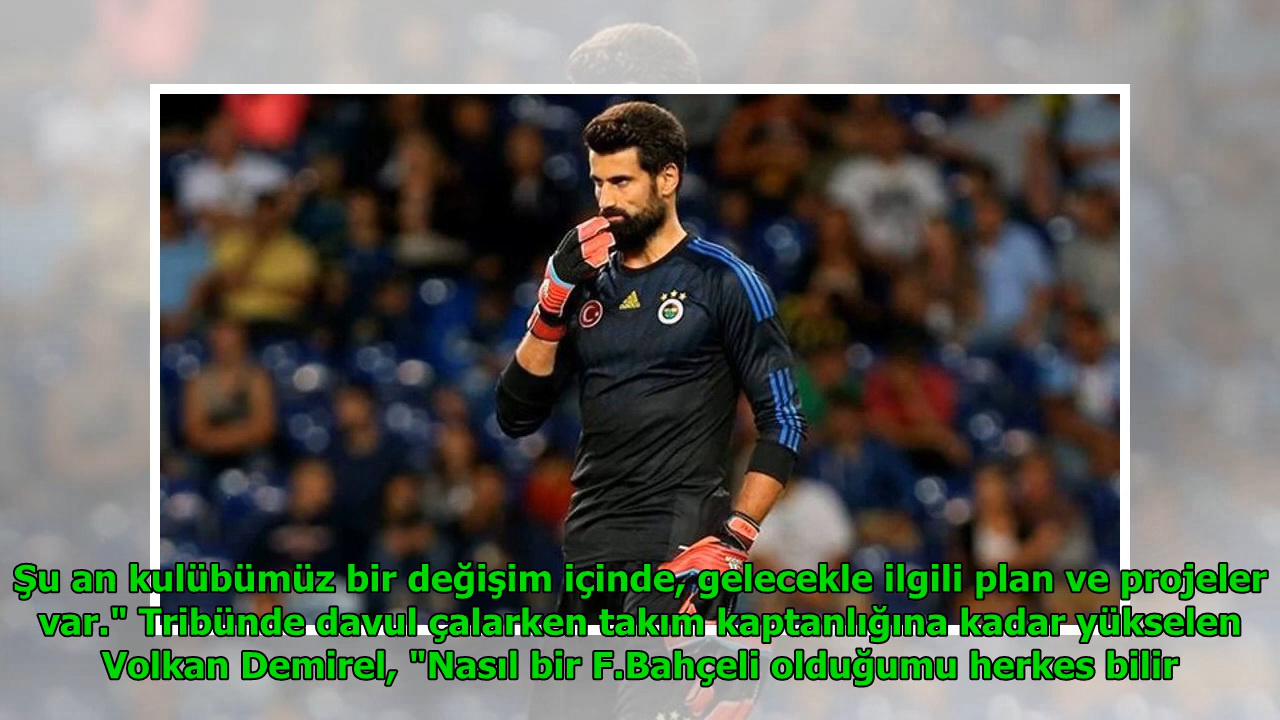 Şu an kulübümüz bir değişim içinde, gelecekle ilgili plan ve projeler
var." Tribünde davul çalarken takım kaptanlığına kadar yükselen
Volkan Demirel, "Nasıl bir F.Bahçeli olduğumu herkes bilir